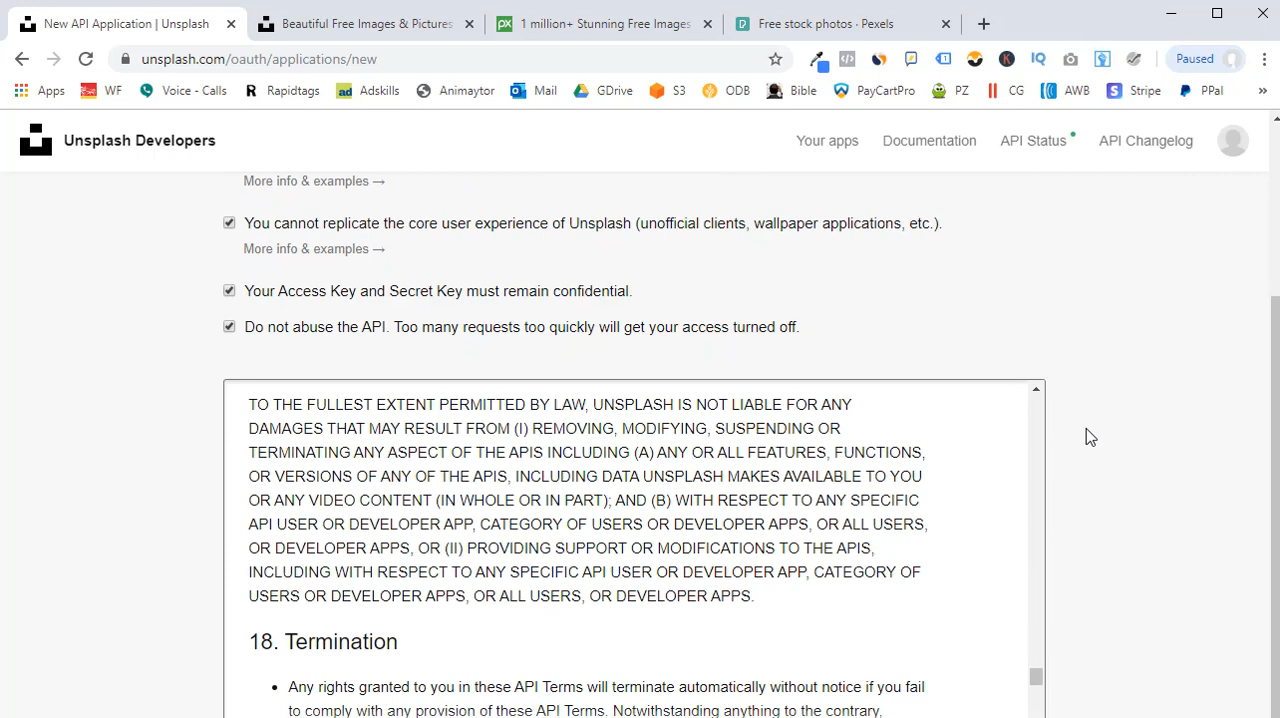 New API Application | Unsplash
Beautiful Free Images & Pictures
px 1 million+ Stunning Free Images
Free stock photos · Pexels
unsplash.com/oauth/applications/new
IQ
Paused
Apps
WF
Voice - Calls
R Rapidtags
ad Adskills
Animaytor
Mail
GDrive
S3
ODB
Bible
PayCartPro
PZ
CG
AWB
S Stripe
PPal
»
Unsplash Developers
Your apps
Documentation
API Status
API Changelog
More info & examples →
You cannot replicate the core user experience of Unsplash (unofficial clients, wallpaper applications, etc.).
More info & examples →
Your Access Key and Secret Key must remain confidential.
Do not abuse the API. Too many requests too quickly will get your access turned off.
TO THE FULLEST EXTENT PERMITTED BY LAW, UNSPLASH IS NOT LIABLE FOR ANY
DAMAGES THAT MAY RESULT FROM (I) REMOVING, MODIFYING, SUSPENDING OR
TERMINATING ANY ASPECT OF THE APIS INCLUDING (A) ANY OR ALL FEATURES, FUNCTIONS,
OR VERSIONS OF ANY OF THE APIS, INCLUDING DATA UNSPLASH MAKES AVAILABLE TO YOU
OR ANY VIDEO CONTENT (IN WHOLE OR IN PART); AND (B) WITH RESPECT TO ANY SPECIFIC
API USER OR DEVELOPER APP, CATEGORY OF USERS OR DEVELOPER APPS, OR ALL USERS,
OR DEVELOPER APPS, OR (II) PROVIDING SUPPORT OR MODIFICATIONS TO THE APIS,
INCLUDING WITH RESPECT TO ANY SPECIFIC API USER OR DEVELOPER APP, CATEGORY OF
USERS OR DEVELOPER APPS, OR ALL USERS, OR DEVELOPER APPS.
18. Termination
• Any rights granted to you in these API Terms will terminate automatically without notice if you fail
to comply with any provision of these API Terms. Notwithstanding anything to the contrary,